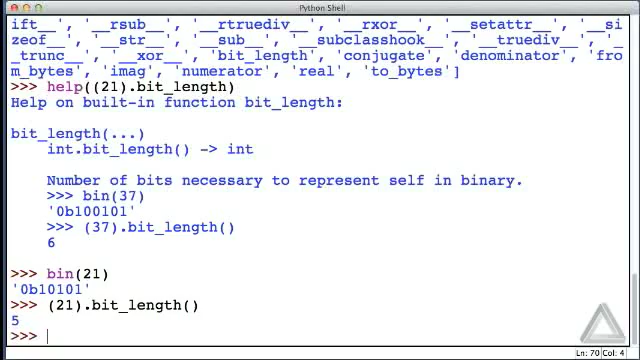 Python Shell
ift__', '__rsub__', '__rtruediv__', '__rxor__', '__setattr__', '__si
zeof__', '__str__', '__sub__', '__subclasshook__', '__truediv__', '_
_trunc__', '__xor__', 'bit_length', 'conjugate', 'denominator', 'fro
m_bytes', 'imag', 'numerator', 'real', 'to_bytes']
>>> help((21).bit_length)
Help on built-in function bit_length:

bit_length(...)
    int.bit_length() -> int

    Number of bits necessary to represent self in binary.
    >>> bin(37)
    '0b100101'
    >>> (37).bit_length()
    6

>>> bin(21)
'0b10101'
>>> (21).bit_length()
5
>>>
Ln: 70 Col: 4